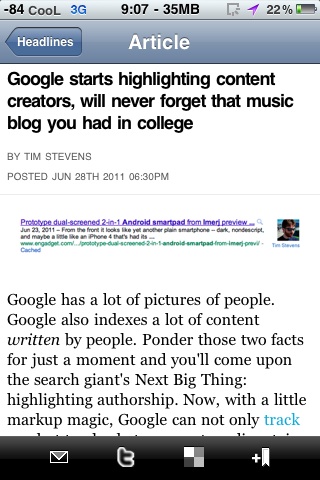 -84 CooL 3G 9:07 - 35MB 22%
Headlines
Article
Google starts highlighting content
creators, will never forget that music
blog you had in college
BY TIM STEVENS
POSTED JUN 28TH 2011 06:30PM
Prototype dual-screened 2-in-1 Android smartpad from Imerj preview ...
Jun 23, 2011 – From the front it looks like yet another plain smartphone -- dark, nondescript,
and maybe a little like an iPhone 4 that's had its ...
www.engadget.com/.../prototype-dual-screened-2-in-1-android-smartpad-from-imerj-previ/ -
Cached
Tim Stevens
Google has a lot of pictures of people.
Google also indexes a lot of content
written by people. Ponder those two facts
for just a moment and you'll come upon
the search giant's Next Big Thing:
highlighting authorship. Now, with a little
markup magic, Google can not only track